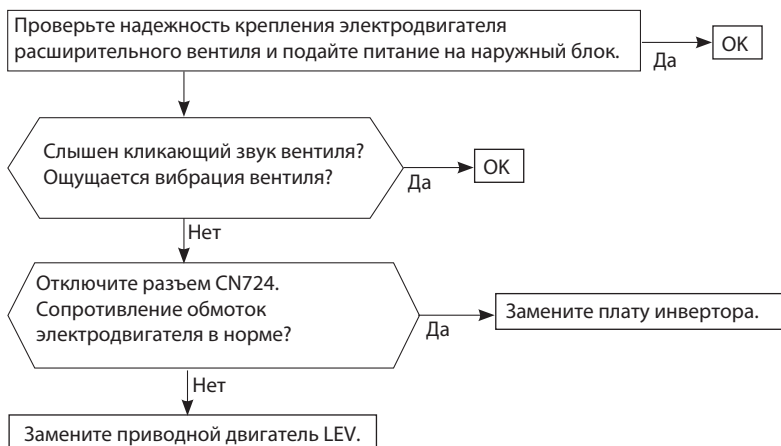 Проверьте надежность крепления электродвигателя
расширительного вентиля и подайте питание на наружный блок.
Да
OK
Слышен кликающий звук вентиля?
Ощущается вибрация вентиля?
Да
OK
Нет
Отключите разъем CN724.
Сопротивление обмоток
электродвигателя в норме?
Да
Замените плату инвертора.
Нет
Замените приводной двигатель LEV.